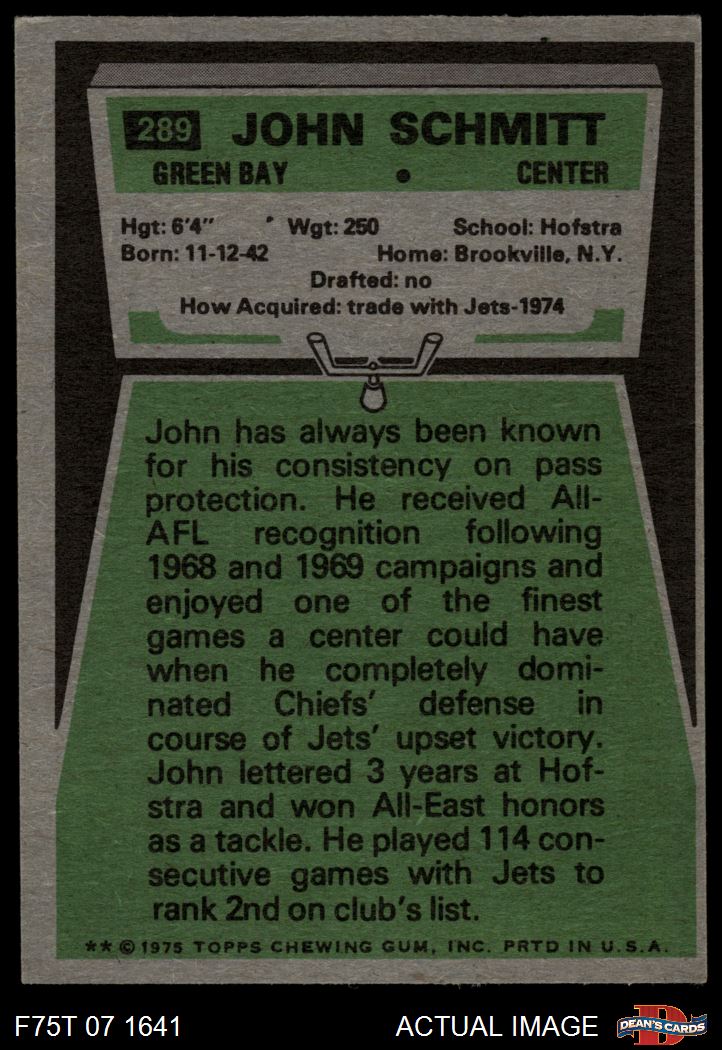 289 JOHN SCHMITT
GREEN BAY • CENTER
Hgt: 6'4" Wgt: 250 School: Hofstra
Born: 11-12-42 Home: Brookville, N.Y.
Drafted: no
How Acquired: trade with Jets-1974
John has always been known
for his consistency on pass
protection. He received All-
AFL recognition following
1968 and 1969 campaigns and
enjoyed one of the finest
games a center could have
when he completely domi-
nated Chiefs' defense in
course of Jets' upset victory.
John lettered 3 years at Hof-
stra and won All-East honors
as a tackle. He played 114 con-
secutive games with Jets to
rank 2nd on club's list.
** © 1975 TOPPS CHEWING GUM, INC. PRTD IN U.S.A.
F75T 07 1641 ACTUAL IMAGE D DEAN'S CARDS